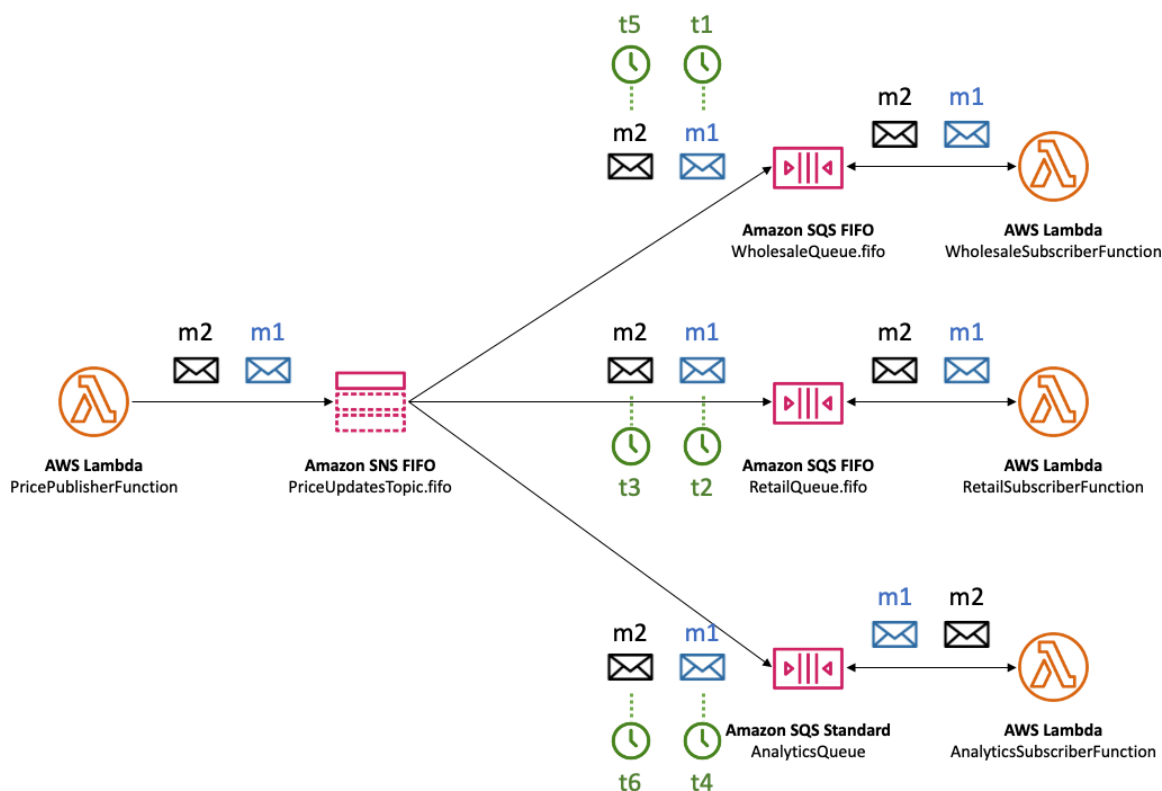 t5 t1
m2 m1
m2 m1
Amazon SQS FIFO
WholesaleQueue.fifo
AWS Lambda
WholesaleSubscriberFunction
m2 m1
m2 m1
m2 m1
AWS Lambda
PricePublisherFunction
Amazon SNS FIFO
PriceUpdatesTopic.fifo
t3 t2
Amazon SQS FIFO
RetailQueue.fifo
AWS Lambda
RetailSubscriberFunction
m2 m1
m1 m2
t6 t4
Amazon SQS Standard
AnalyticsQueue
AWS Lambda
AnalyticsSubscriberFunction